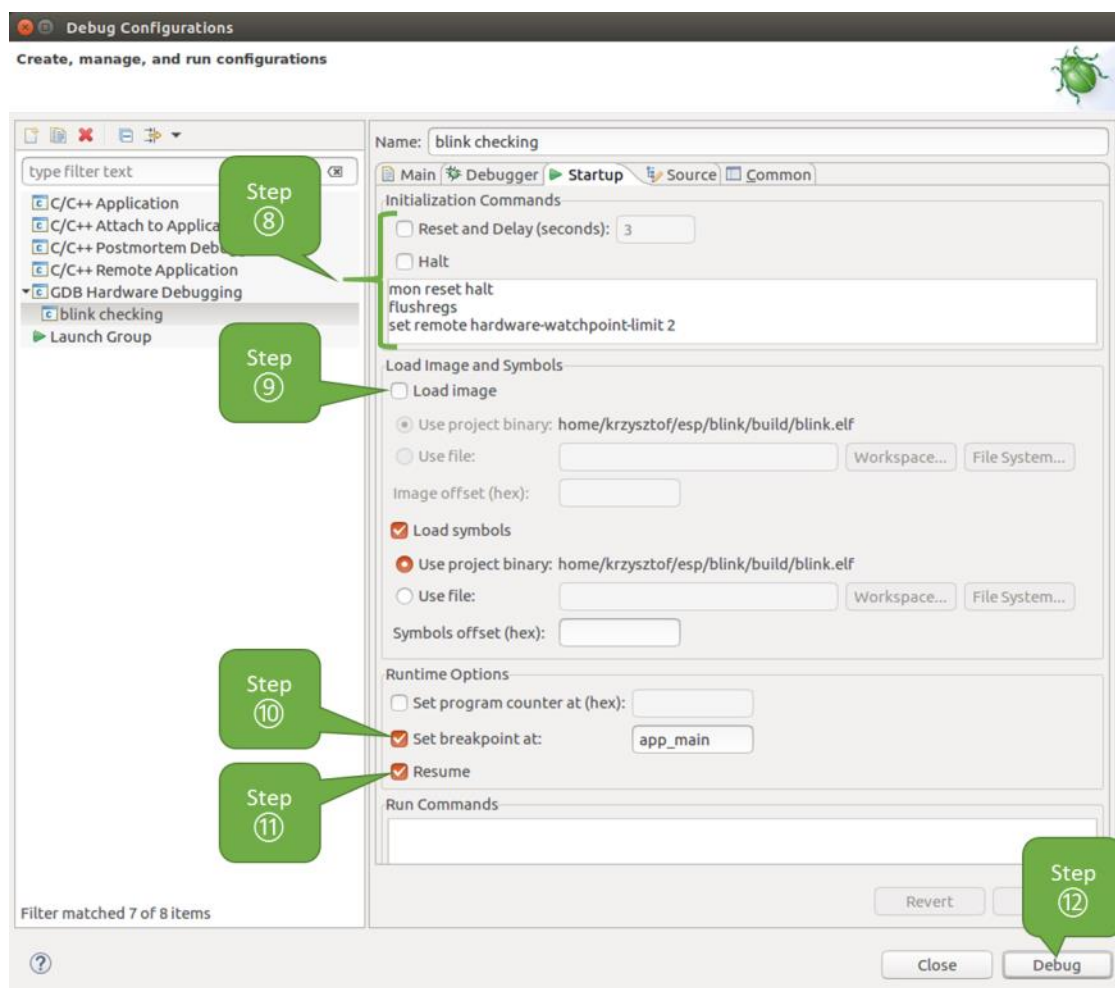 Debug Configurations
Create, manage, and run configurations
type filter text
C/C++ Application
C/C++ Attach to Applica
C/C++ Postmortem Deb
C/C++ Remote Application
GDB Hardware Debugging
blink checking
Launch Group
Filter matched 7 of 8 items
Step
⑧
Step
⑨
Step
⑩
Step
⑪
Name: blink checking
Main Debugger Startup Source Common
Initialization Commands
Reset and Delay (seconds): 3
Halt
mon reset halt
flushregs
set remote hardware-watchpoint-limit 2
Load Image and Symbols
Load image
Use project binary: home/krzysztof/esp/blink/build/blink.elf
Use file: Workspace... File System...
Image offset (hex):
Load symbols
Use project binary: home/krzysztof/esp/blink/build/blink.elf
Use file: Workspace... File System...
Symbols offset (hex):
Runtime Options
Set program counter at (hex):
Set breakpoint at: app_main
Resume
Run Commands
Step
⑫
Revert
Close Debug